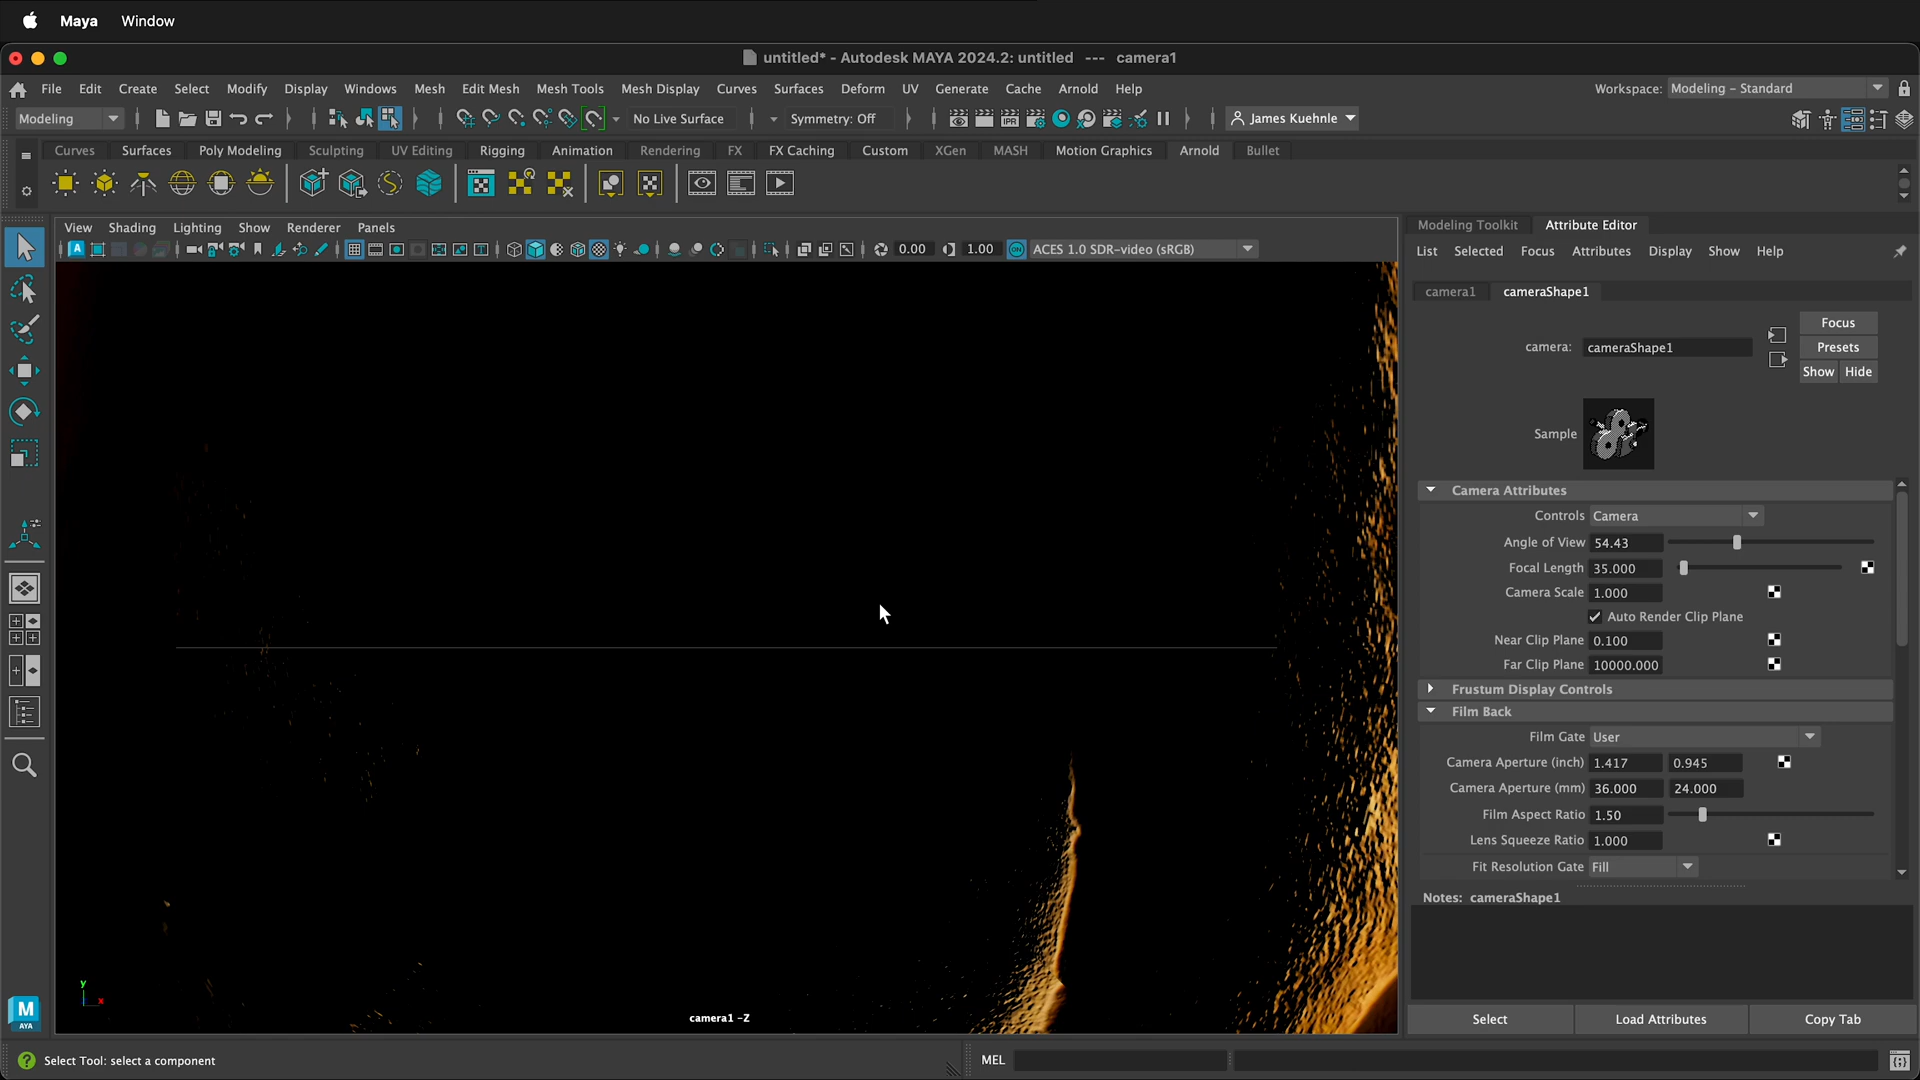 Maya Window
untitled* - Autodesk MAYA 2024.2: untitled --- camera1
File Edit Create Select Modify Display Windows Mesh Edit Mesh Mesh Tools Mesh Display Curves Surfaces Deform UV Generate Cache Arnold Help Workspace: Modeling - Standard
Modeling No Live Surface Symmetry: Off IPR James Kuehnle
Curves Surfaces Poly Modeling Sculpting UV Editing Rigging Animation Rendering FX FX Caching Custom XGen MASH Motion Graphics Arnold Bullet
View Shading Lighting Show Renderer Panels
0.00 1.00 ON ACES 1.0 SDR-video (sRGB)
Modeling Toolkit Attribute Editor
List Selected Focus Attributes Display Show Help
camera1 cameraShape1
camera: cameraShape1
Focus
Presets
Show Hide
Sample
Camera Attributes
Controls Camera
Angle of View 54.43
Focal Length 35.000
Camera Scale 1.000
Auto Render Clip Plane
Near Clip Plane 0.100
Far Clip Plane 10000.000
Frustum Display Controls
Film Back
Film Gate User
Camera Aperture (inch) 1.417 0.945
Camera Aperture (mm) 36.000 24.000
Film Aspect Ratio 1.50
Lens Squeeze Ratio 1.000
Fit Resolution Gate Fill
Notes: cameraShape1
Select Load Attributes Copy Tab
y
x
camera1 -Z
M
AYA
Select Tool: select a component
MEL